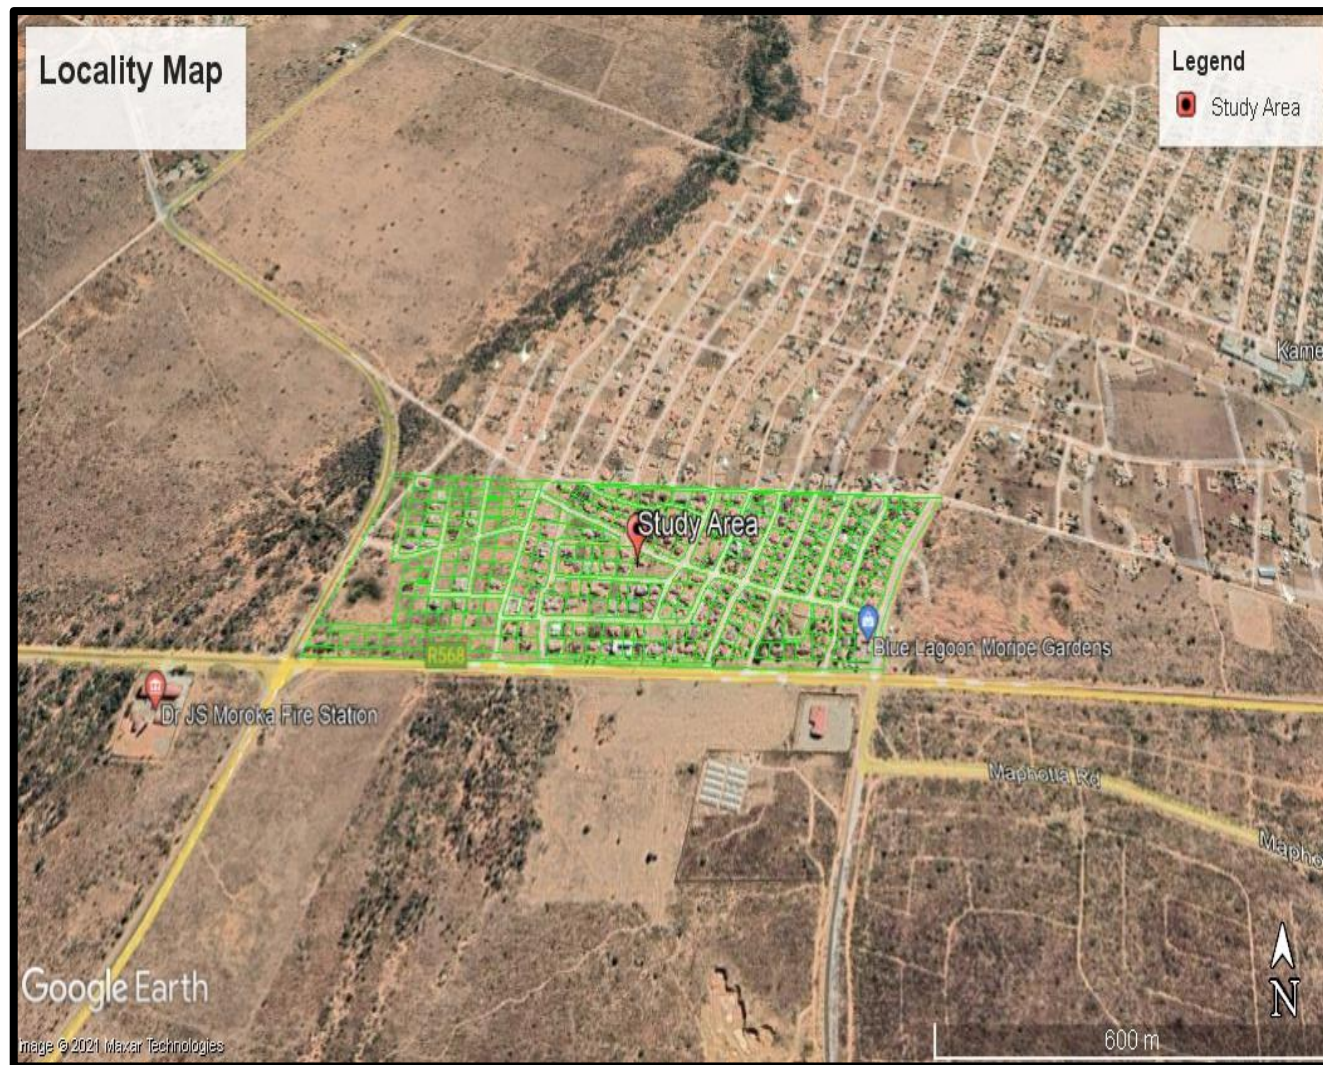 Locality Map
Legend
Study Area
Kame
Study Area
Blue Lagoon Moripe Gardens
R568
Dr JS Moroka Fire Station
Maphotla Rd
Mapho
Google Earth
N
600 m
Image © 2021 Maxar Technologies